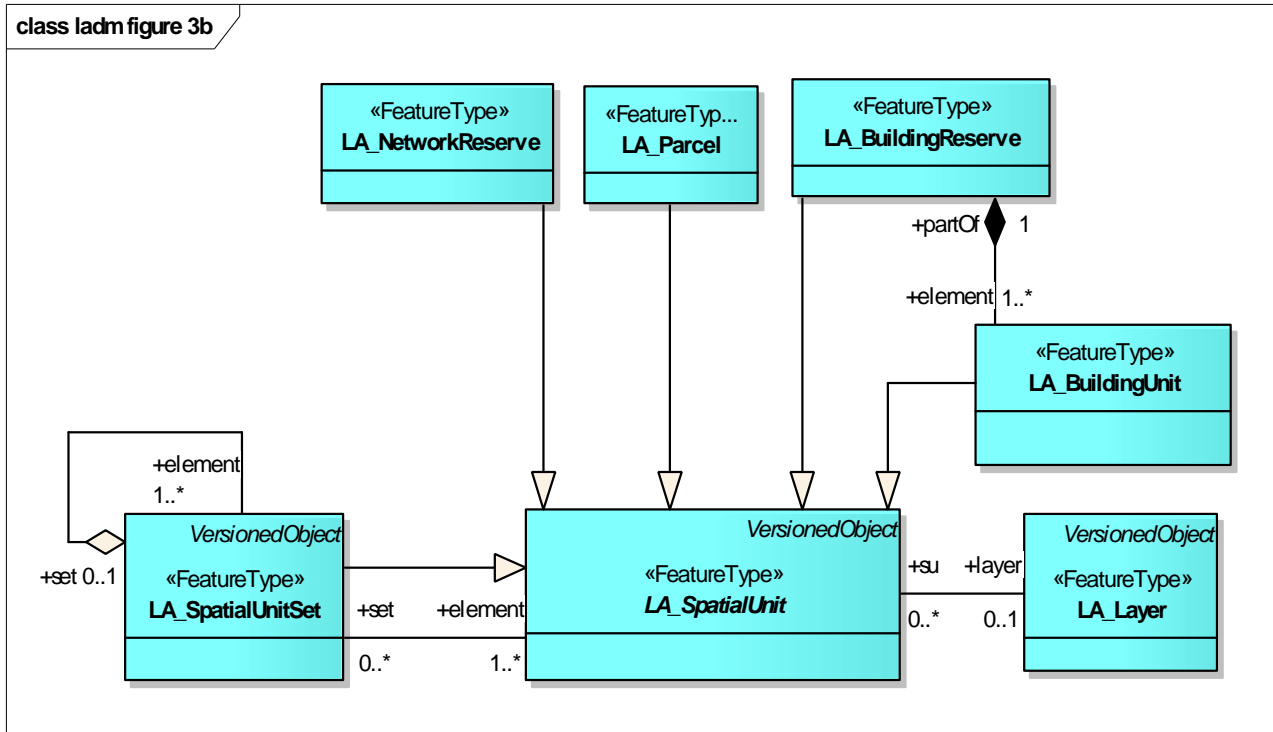 class ladm figure 3b
«FeatureType»
LA_NetworkReserve
«FeatureTyp...
LA_Parcel
«FeatureType»
LA_BuildingReserve
+partOf 1
+element 1..*
«FeatureType»
LA_BuildingUnit
+element
1..*
+set 0..1
VersionedObject
«FeatureType»
LA_SpatialUnitSet
+set +element
0..* 1..*
VersionedObject
«FeatureType»
LA_SpatialUnit
+su +layer
0..* 0..1
VersionedObject
«FeatureType»
LA_Layer